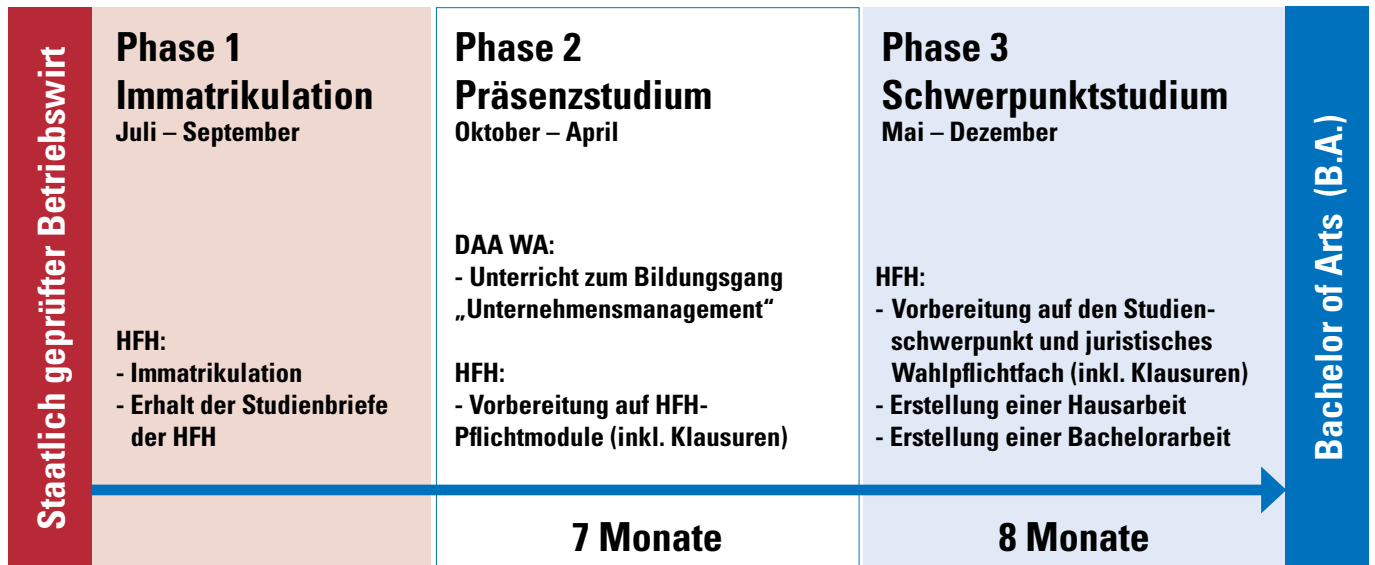 Staatlich geprüfter Betriebswirt
Phase 1
Immatrikulation
Juli – September
HFH:
- Immatrikulation
- Erhalt der Studienbriefe
der HFH
Phase 2
Präsenzstudium
Oktober – April
DAA WA:
- Unterricht zum Bildungsgang
„Unternehmensmanagement“
HFH:
- Vorbereitung auf HFH-
Pflichtmodule (inkl. Klausuren)
7 Monate
Phase 3
Schwerpunktstudium
Mai – Dezember
HFH:
- Vorbereitung auf den Studien-
schwerpunkt und juristisches
Wahlpflichtfach (inkl. Klausuren)
- Erstellung einer Hausarbeit
- Erstellung einer Bachelorarbeit
8 Monate
Bachelor of Arts (B.A.)